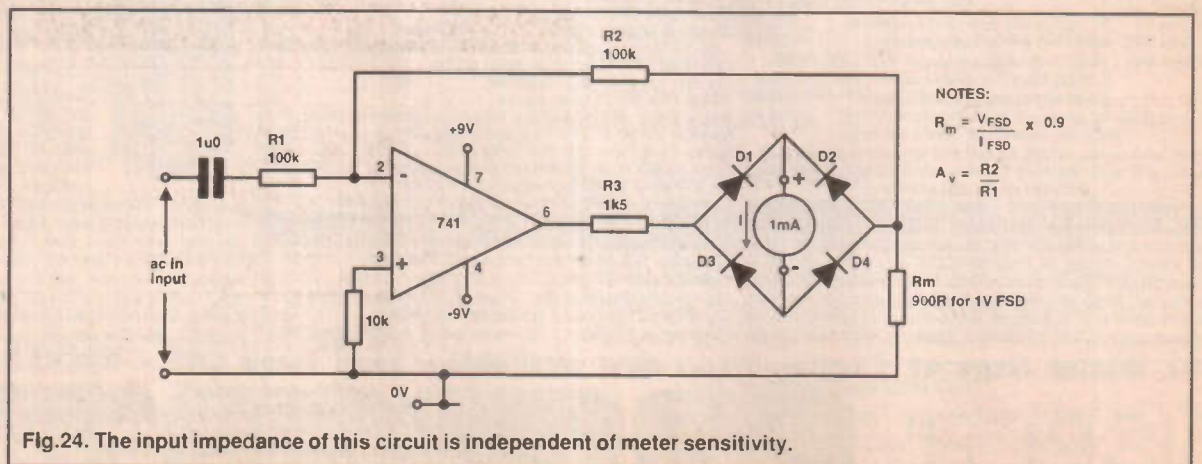 R2
100k
NOTES:
Rm = VFSD / IFSD x 0.9
Av = R2 / R1
1u0
R1
100k
+9V
2
-
7
741
6
3
+
4
-9V
10k
ac in
input
R3
1k5
D1
D2
+
I
1mA
-
D3
D4
Rm
900R for 1V FSD
0V
Fig.24. The input impedance of this circuit is independent of meter sensitivity.